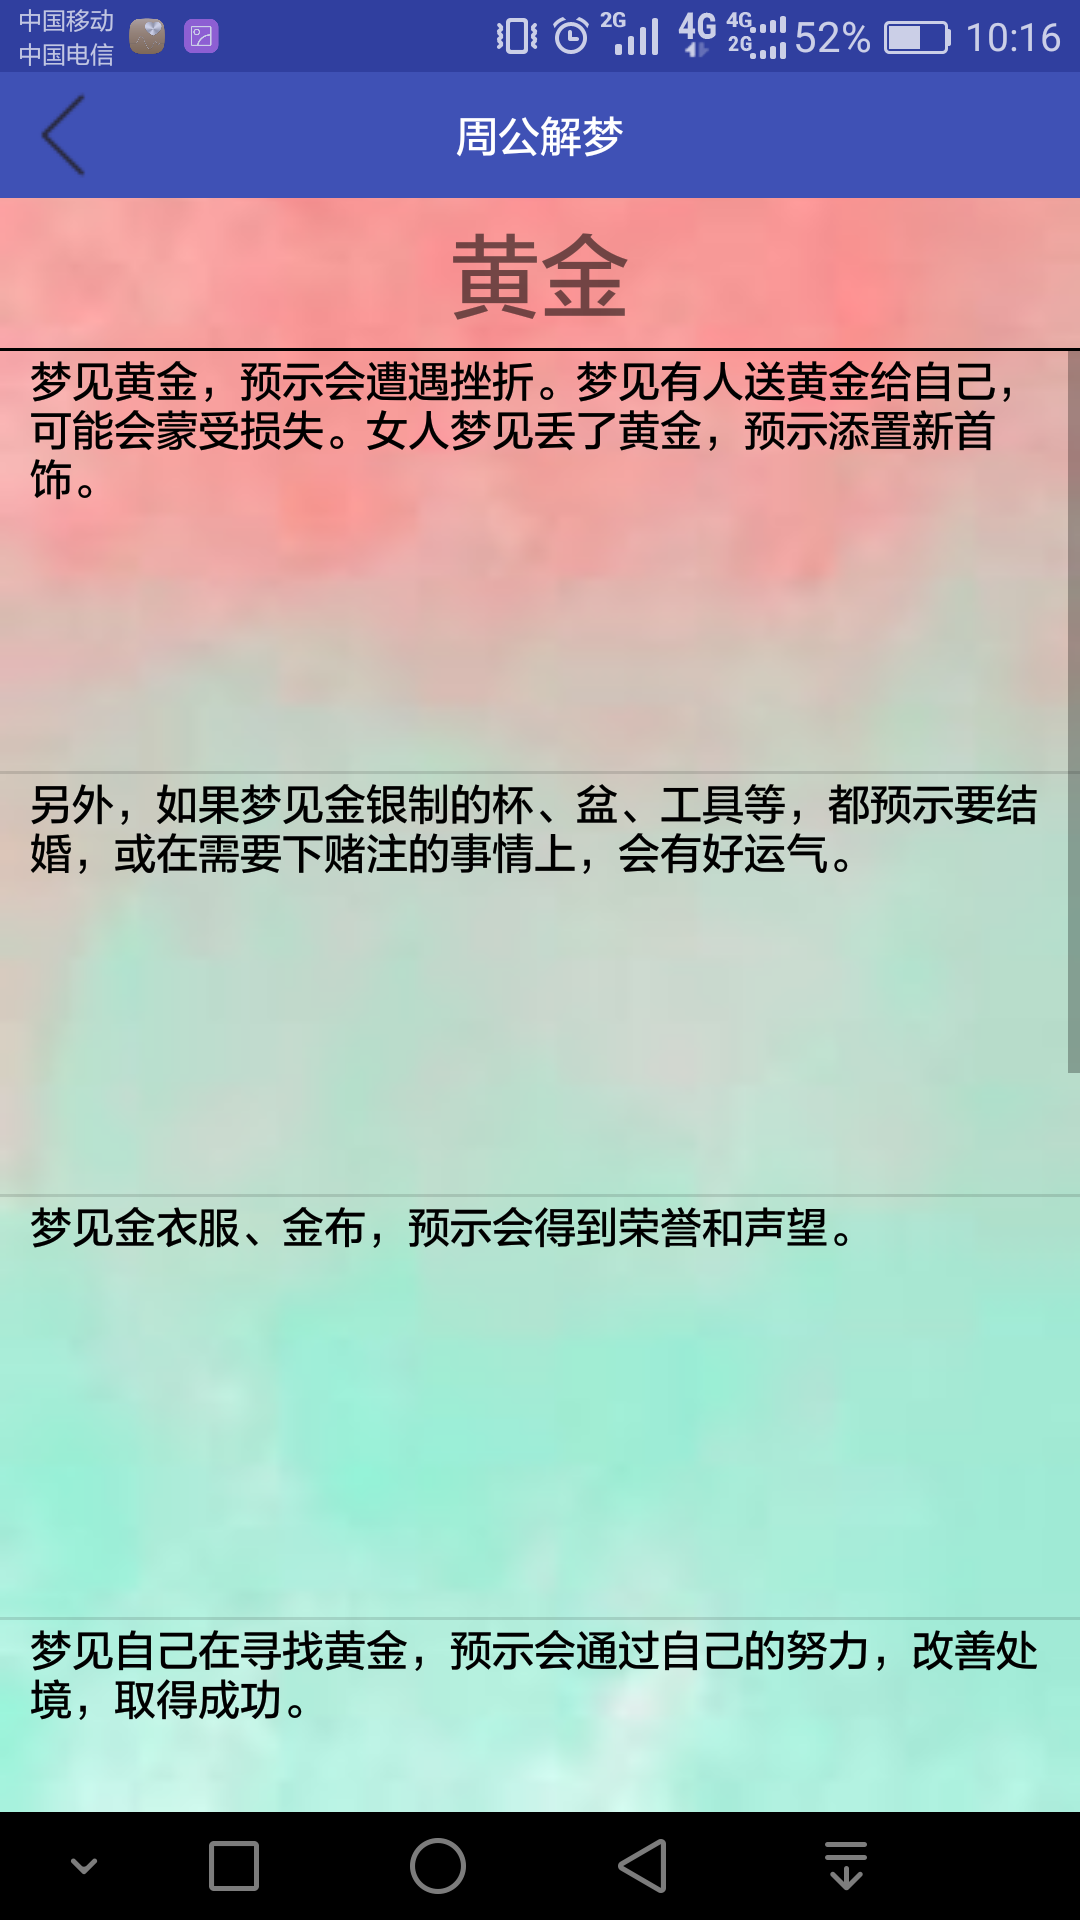 中国移动
中国电信
2G 4G 4G 2G 52% 10:16
周公解梦
黄金
梦见黄金，预示会遭遇挫折。梦见有人送黄金给自己，
可能会蒙受损失。女人梦见丢了黄金，预示添置新首
饰。
另外，如果梦见金银制的杯、盆、工具等，都预示要结
婚，或在需要下赌注的事情上，会有好运气。
梦见金衣服、金布，预示会得到荣誉和声望。
梦见自己在寻找黄金，预示会通过自己的努力，改善处
境，取得成功。